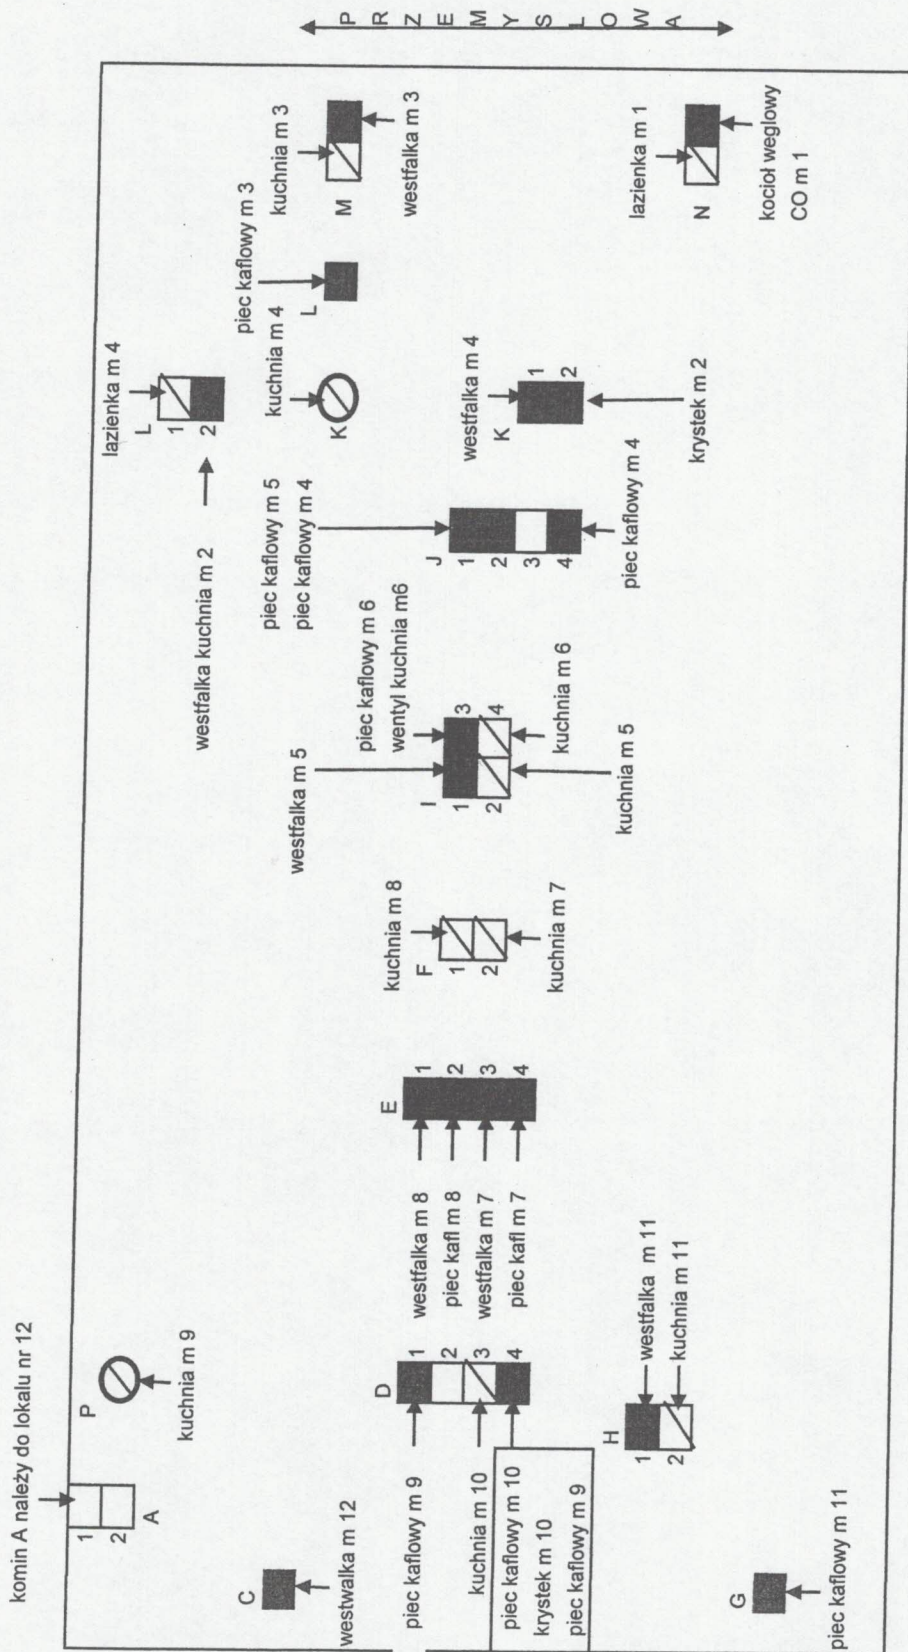 komin A należy do lokalu nr 12
1
2
A
P
kuchnia m 9
C
westwalka m 12
D
1
2
3
4
piec kaflowy m 9
kuchnia m 10
piec kaflowy m 10
krystek m 10
piec kaflowy m 9
G
piec kaflowy m 11
H
1
2
westfalka m 11
kuchnia m 11
E
1
2
3
4
westfalka m 8
piec kafl m 8
westfalka m 7
piec kafl m 7
kuchnia m 8
F
1
2
kuchnia m 7
westfalka m 5
piec kaflowy m 6
wentyl kuchnia m6
I
1
2
3
4
kuchnia m 6
kuchnia m 5
piec kaflowy m 5
piec kaflowy m 4
J
1
2
3
4
piec kaflowy m 4
lazienka m 4
L
1
2
westfalka kuchnia m 2
kuchnia m 4
K
westfalka m 4
K
1
2
krystek m 2
piec kaflowy m 3
L
kuchnia m 3
M
westfalka m 3
lazienka m 1
N
kocioł weglowy
CO m 1
PRZEMYSLOWA